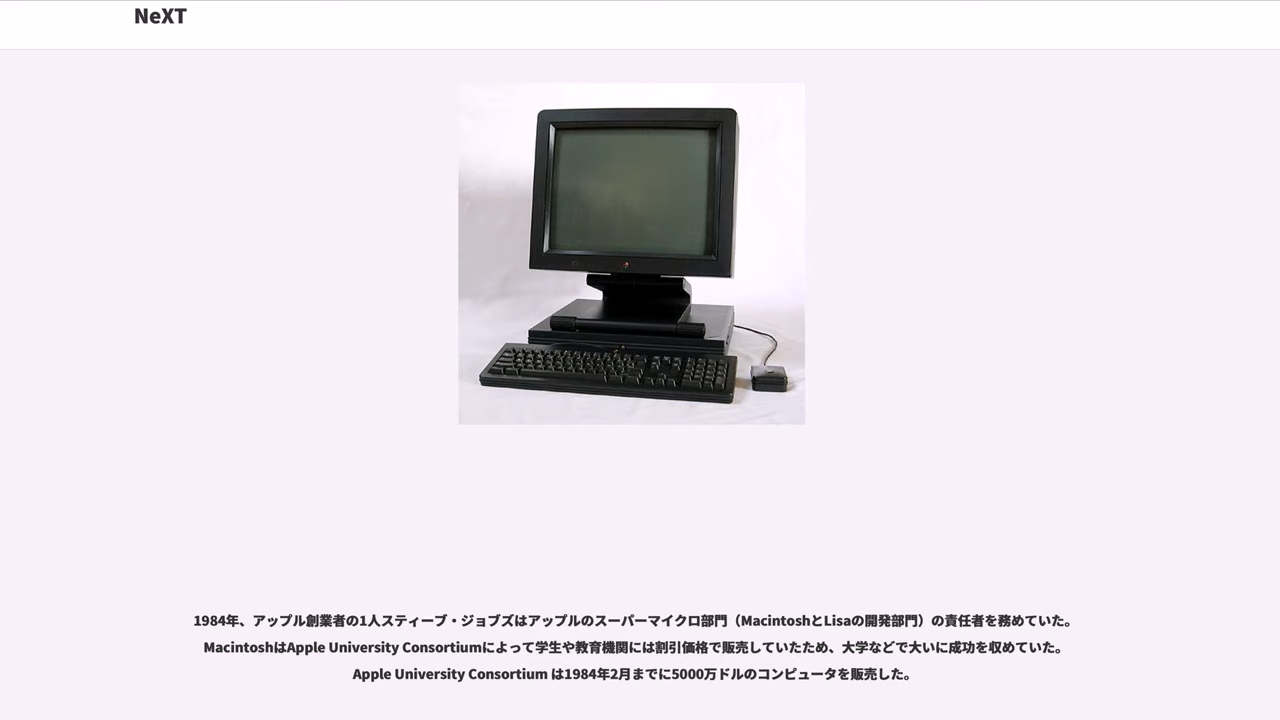 NeXT
1984年、アップル創業者の1人スティーブ・ジョブズはアップルのスーパーマイクロ部門（MacintoshとLisaの開発部門）の責任者を務めていた。
MacintoshはApple University Consortiumによって学生や教育機関には割引価格で販売していたため、大学などで大いに成功を収めていた。
Apple University Consortium は1984年2月までに5000万ドルのコンピュータを販売した。